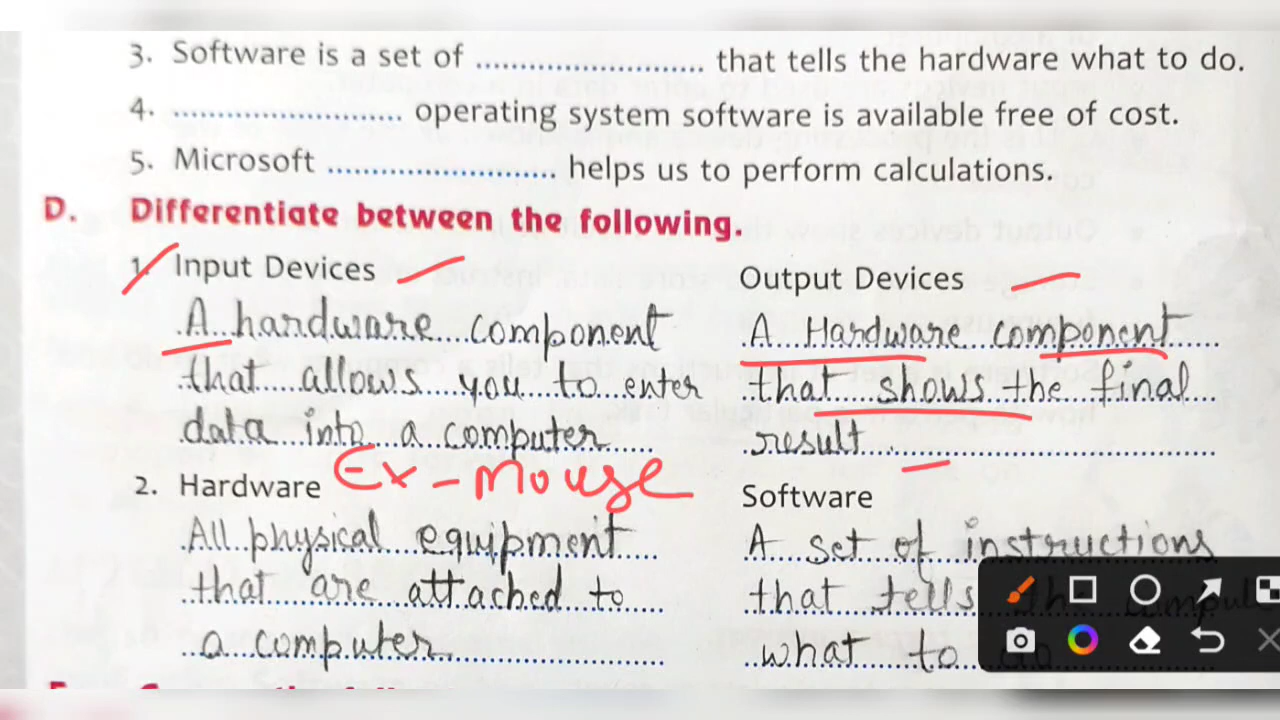 3. Software is a set of ........................ that tells the hardware what to do.
4. ........................ operating system software is available free of cost.
5. Microsoft ........................ helps us to perform calculations.
D. Differentiate between the following.
1. Input Devices
A hardware component
that allows you to enter
data into a computer
Ex - Mouse
Output Devices
A Hardware component
that shows the final
result
2. Hardware
All physical equipment
that are attached to
a computer
Software
A set of instructions
that tells the
what to do